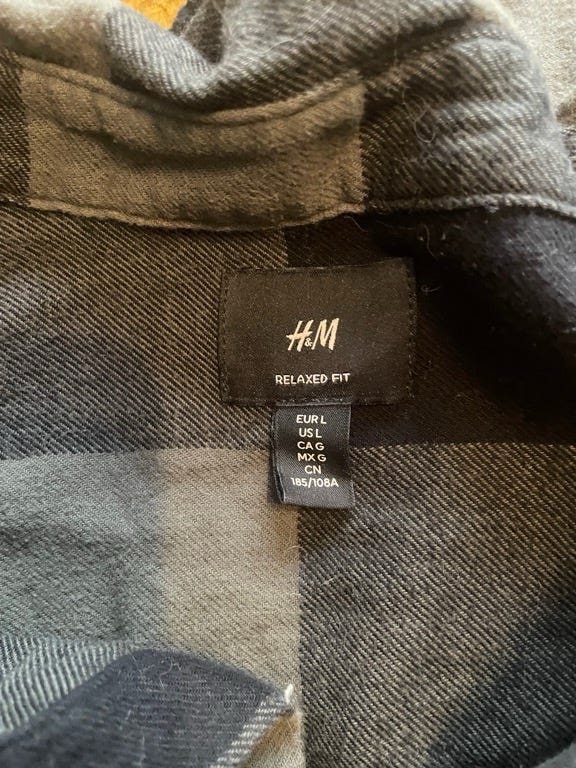 H&M
RELAXED FIT
EUR L
US L
CA G
MX G
CN
185/108A